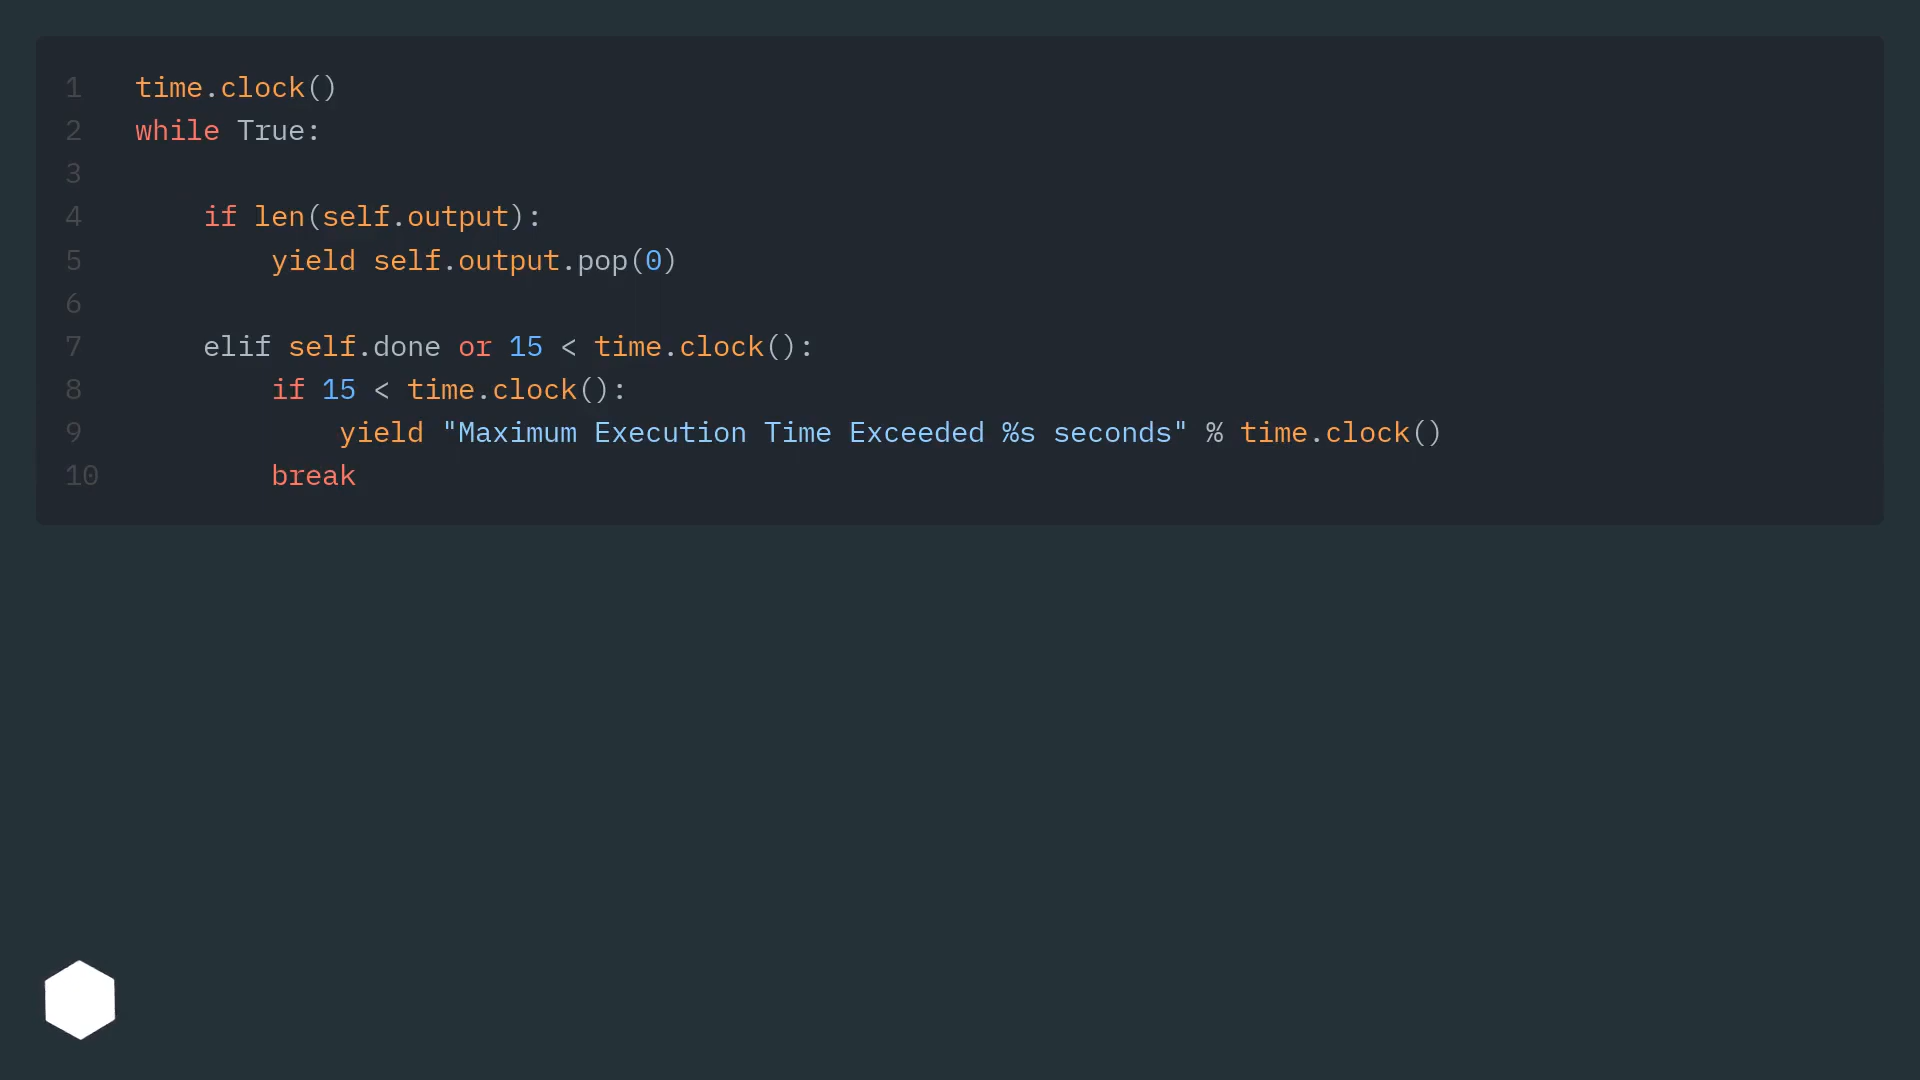 1 time.clock()
2 while True:
3
4 if len(self.output):
5 yield self.output.pop(0)
6
7 elif self.done or 15 < time.clock():
8 if 15 < time.clock():
9 yield "Maximum Execution Time Exceeded %s seconds" % time.clock()
10 break